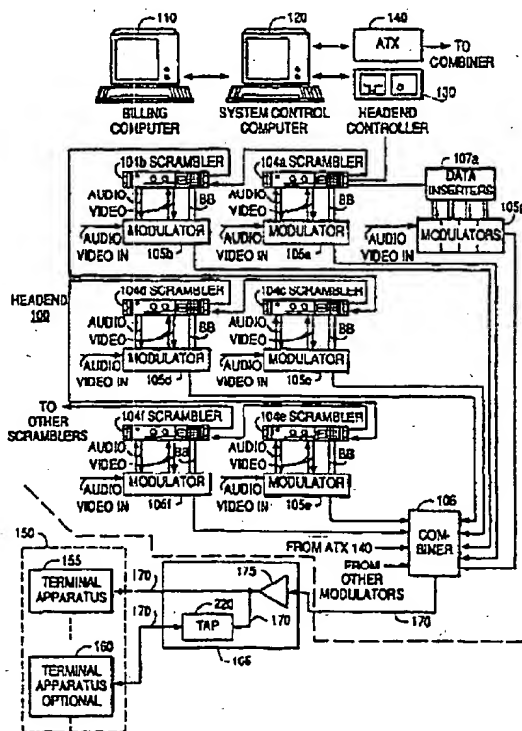 110
120
140
ATX
TO COMBINER
130
BILLING COMPUTER
SYSTEM CONTROL COMPUTER
HEADEND CONTROLLER
104b SCRAMBLER
104a SCRAMBLER
107a
DATA INSERTERS
AUDIO
VIDEO
BB
AUDIO
VIDEO
BB
105g
MODULATOR
MODULATOR
MODULATORS
AUDIO
VIDEO IN
105b
AUDIO
VIDEO IN
105a
AUDIO
VIDEO IN
HEADEND
100
104d SCRAMBLER
104c SCRAMBLER
AUDIO
VIDEO
BB
AUDIO
VIDEO
BB
MODULATOR
MODULATOR
AUDIO
VIDEO IN
105d
AUDIO
VIDEO IN
105c
TO OTHER SCRAMBLERS
104f SCRAMBLER
104e SCRAMBLER
AUDIO
VIDEO
BB
AUDIO
VIDEO
BB
MODULATOR
MODULATOR
AUDIO
VIDEO IN
105f
AUDIO
VIDEO IN
105e
106
COM-
BINER
FROM ATX 140
FROM OTHER MODULATORS
150
155
170
175
TERMINAL APPARATUS
220
170
TAP
170
170
160
TERMINAL APPARATUS OPTIONAL